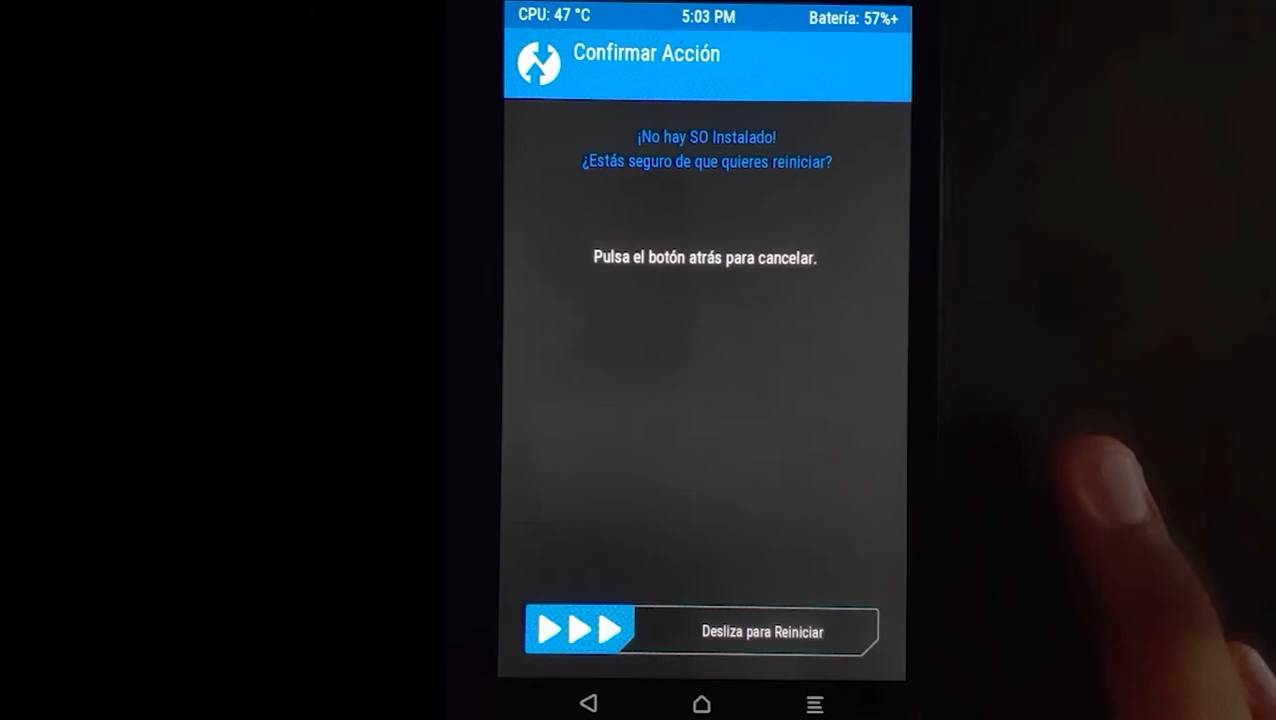 CPU: 47 °C 5:03 PM Batería: 57%+
Confirmar Acción
¡No hay SO Instalado!
¿Estás seguro de que quieres reiniciar?
Pulsa el botón atrás para cancelar.
Desliza para Reiniciar